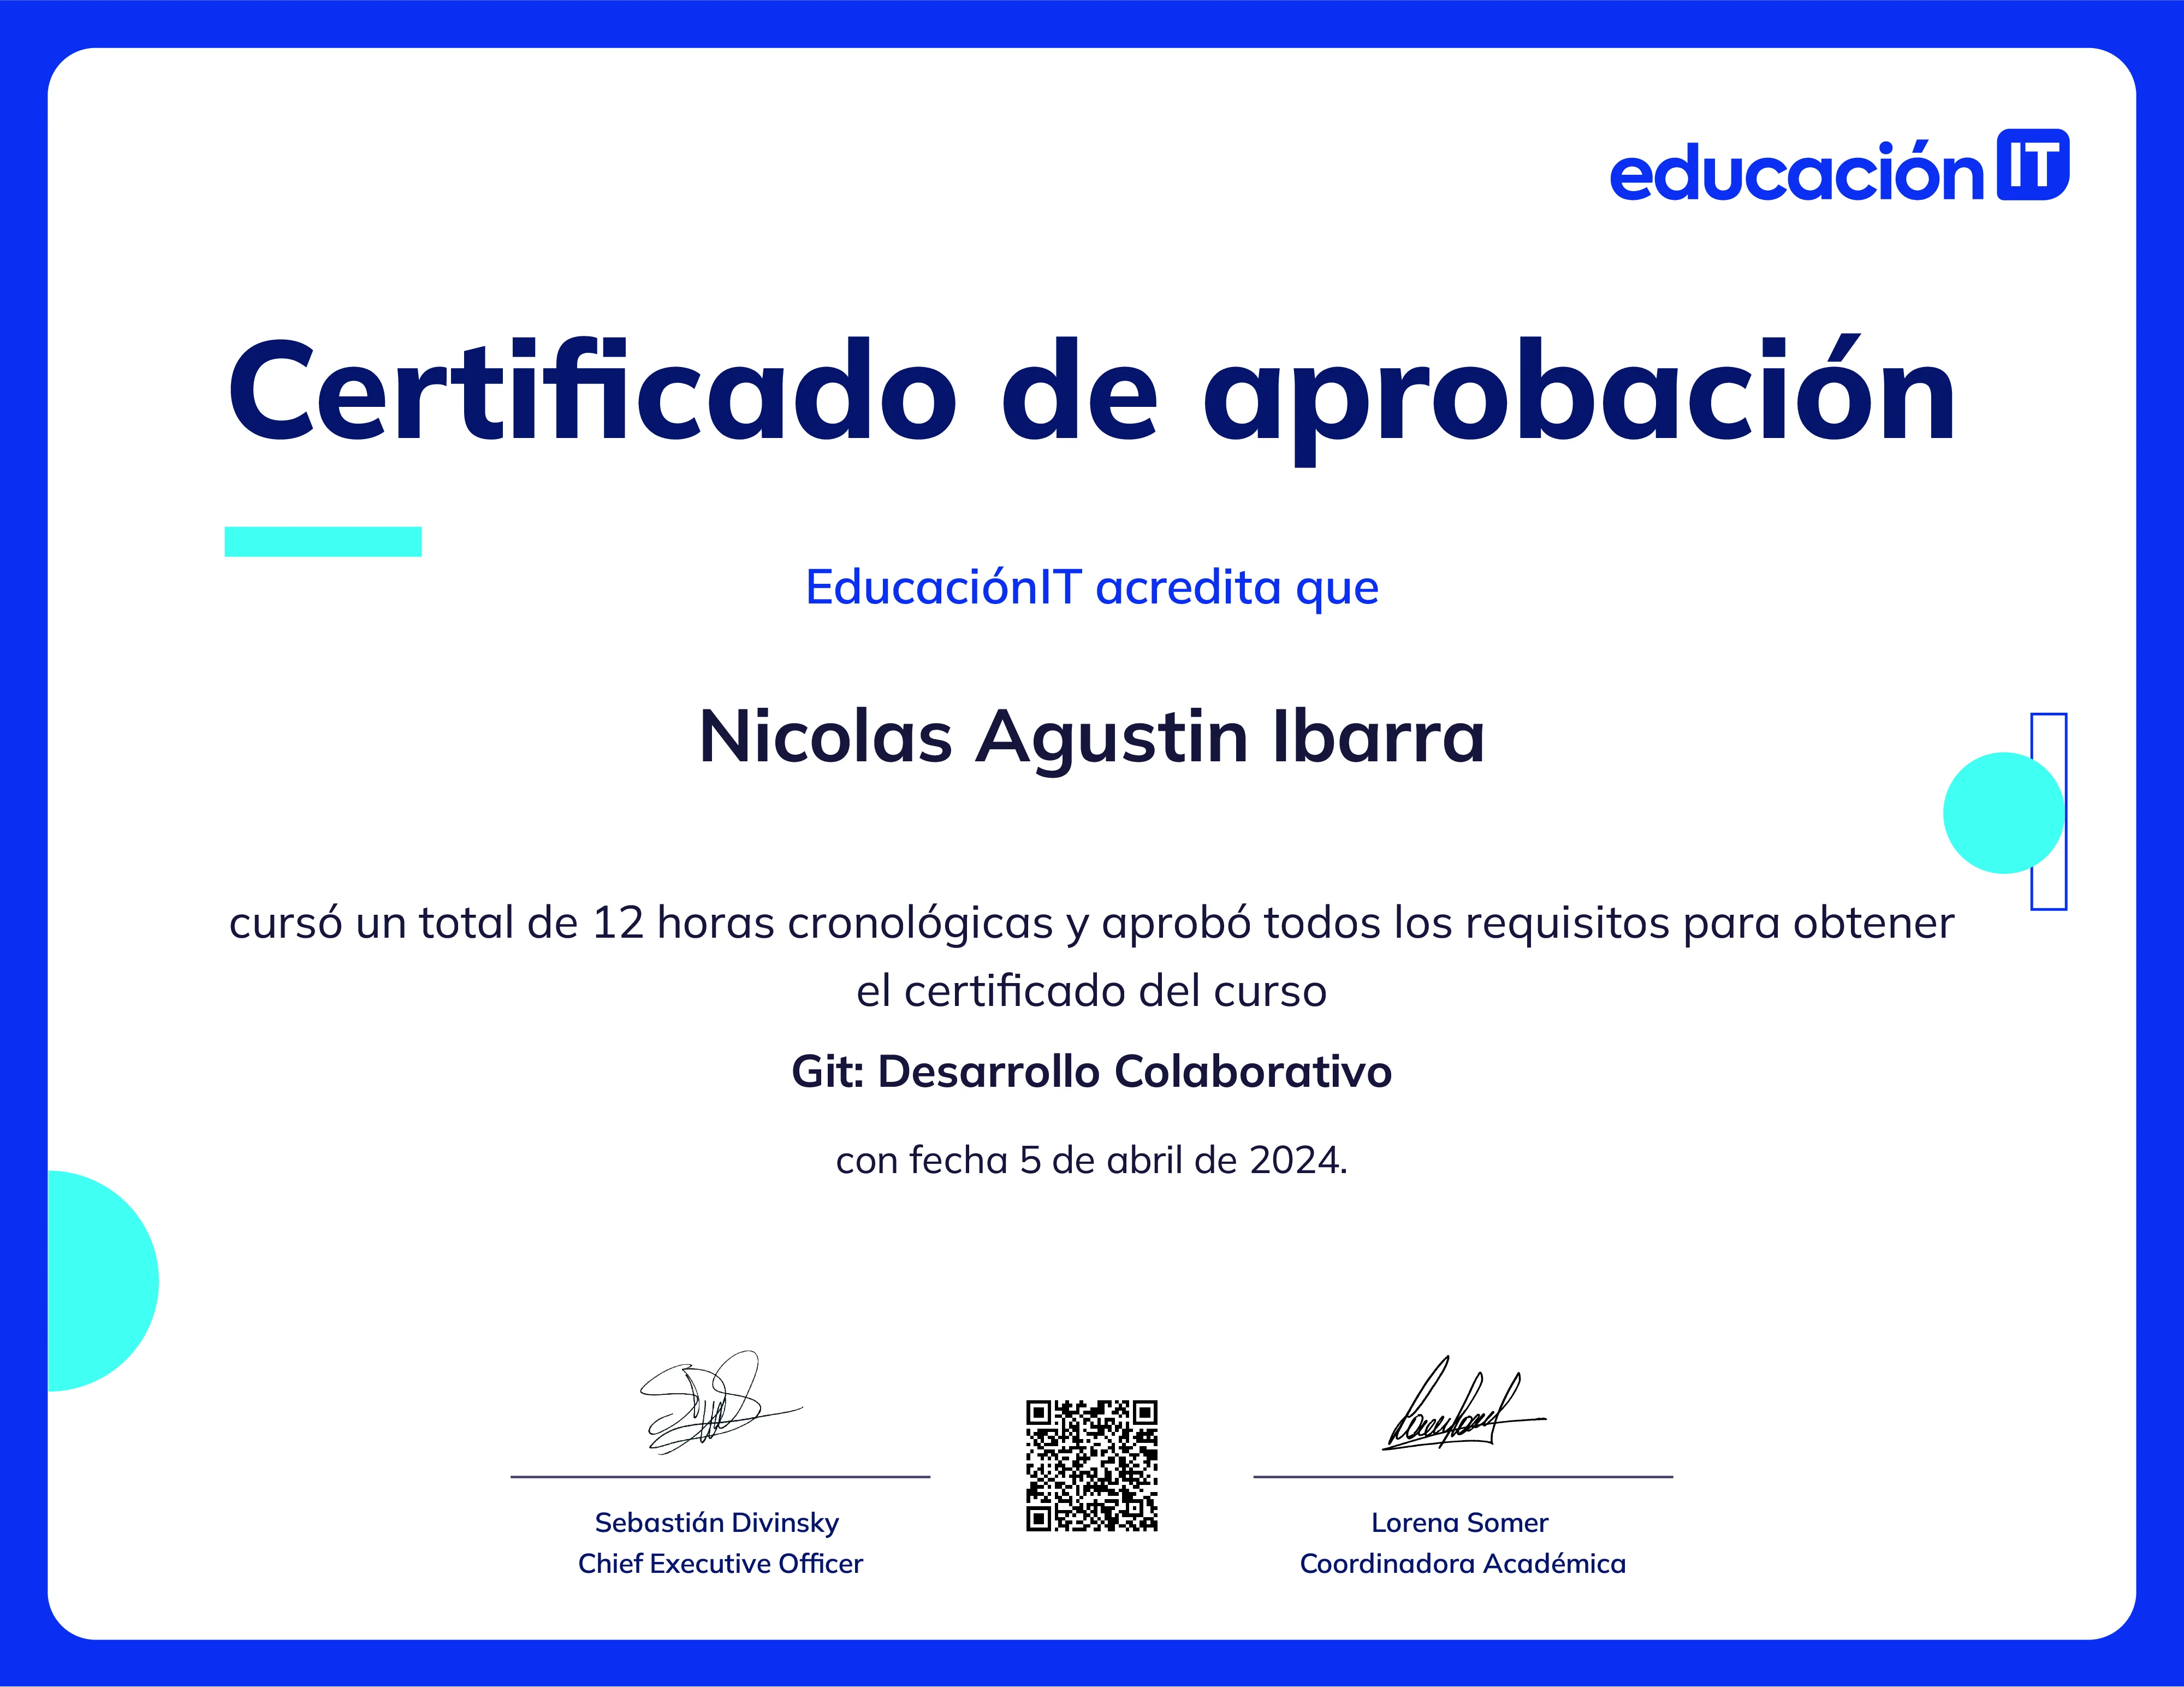 educación IT
Certificado de aprobación
EducaciónIT acredita que
Nicolas Agustin Ibarra
cursó un total de 12 horas cronológicas y aprobó todos los requisitos para obtener
el certificado del curso
Git: Desarrollo Colaborativo
con fecha 5 de abril de 2024.
Sebastián Divinsky
Chief Executive Officer
Lorena Somer
Coordinadora Académica